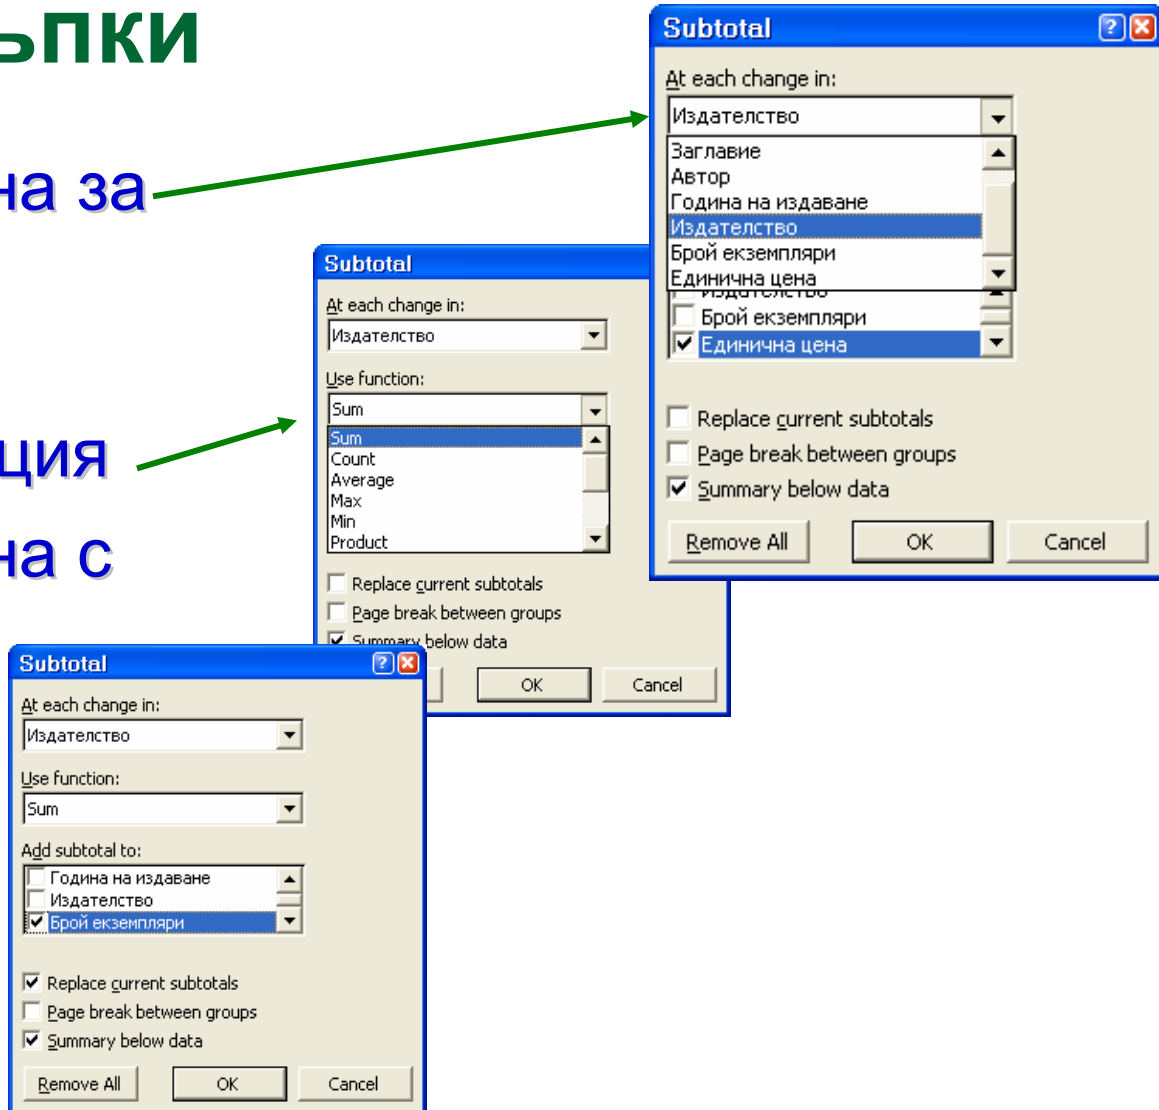 ъпки
на за
ция
на с
Subtotal
At each change in:
Издателство
Заглавие
Автор
Година на издаване
Издателство
Брой екземпляри
Единична цена
Издателство
Брой екземпляри
Единична цена
Replace current subtotals
Page break between groups
Summary below data
Remove All OK Cancel
Subtotal
At each change in:
Издателство
Use function:
Sum
Sum
Count
Average
Max
Min
Product
Replace current subtotals
Page break between groups
Summary below data
OK Cancel
Subtotal
At each change in:
Издателство
Use function:
Sum
Add subtotal to:
Година на издаване
Издателство
Брой екземпляри
Replace current subtotals
Page break between groups
Summary below data
Remove All OK Cancel